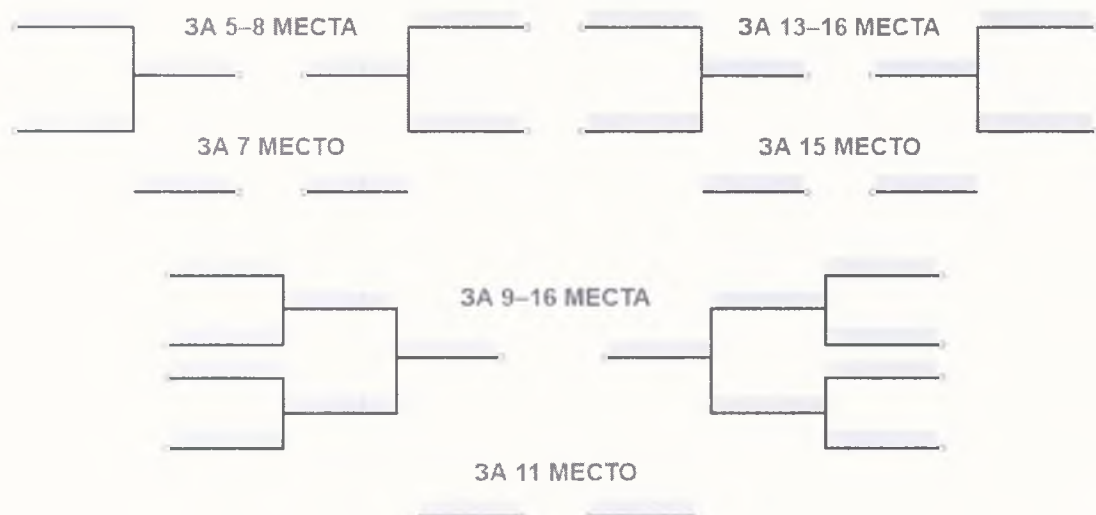 ЗА 5–8 МЕСТА
ЗА 13–16 МЕСТА
ЗА 7 МЕСТО
ЗА 15 МЕСТО
ЗА 9–16 МЕСТА
ЗА 11 МЕСТО